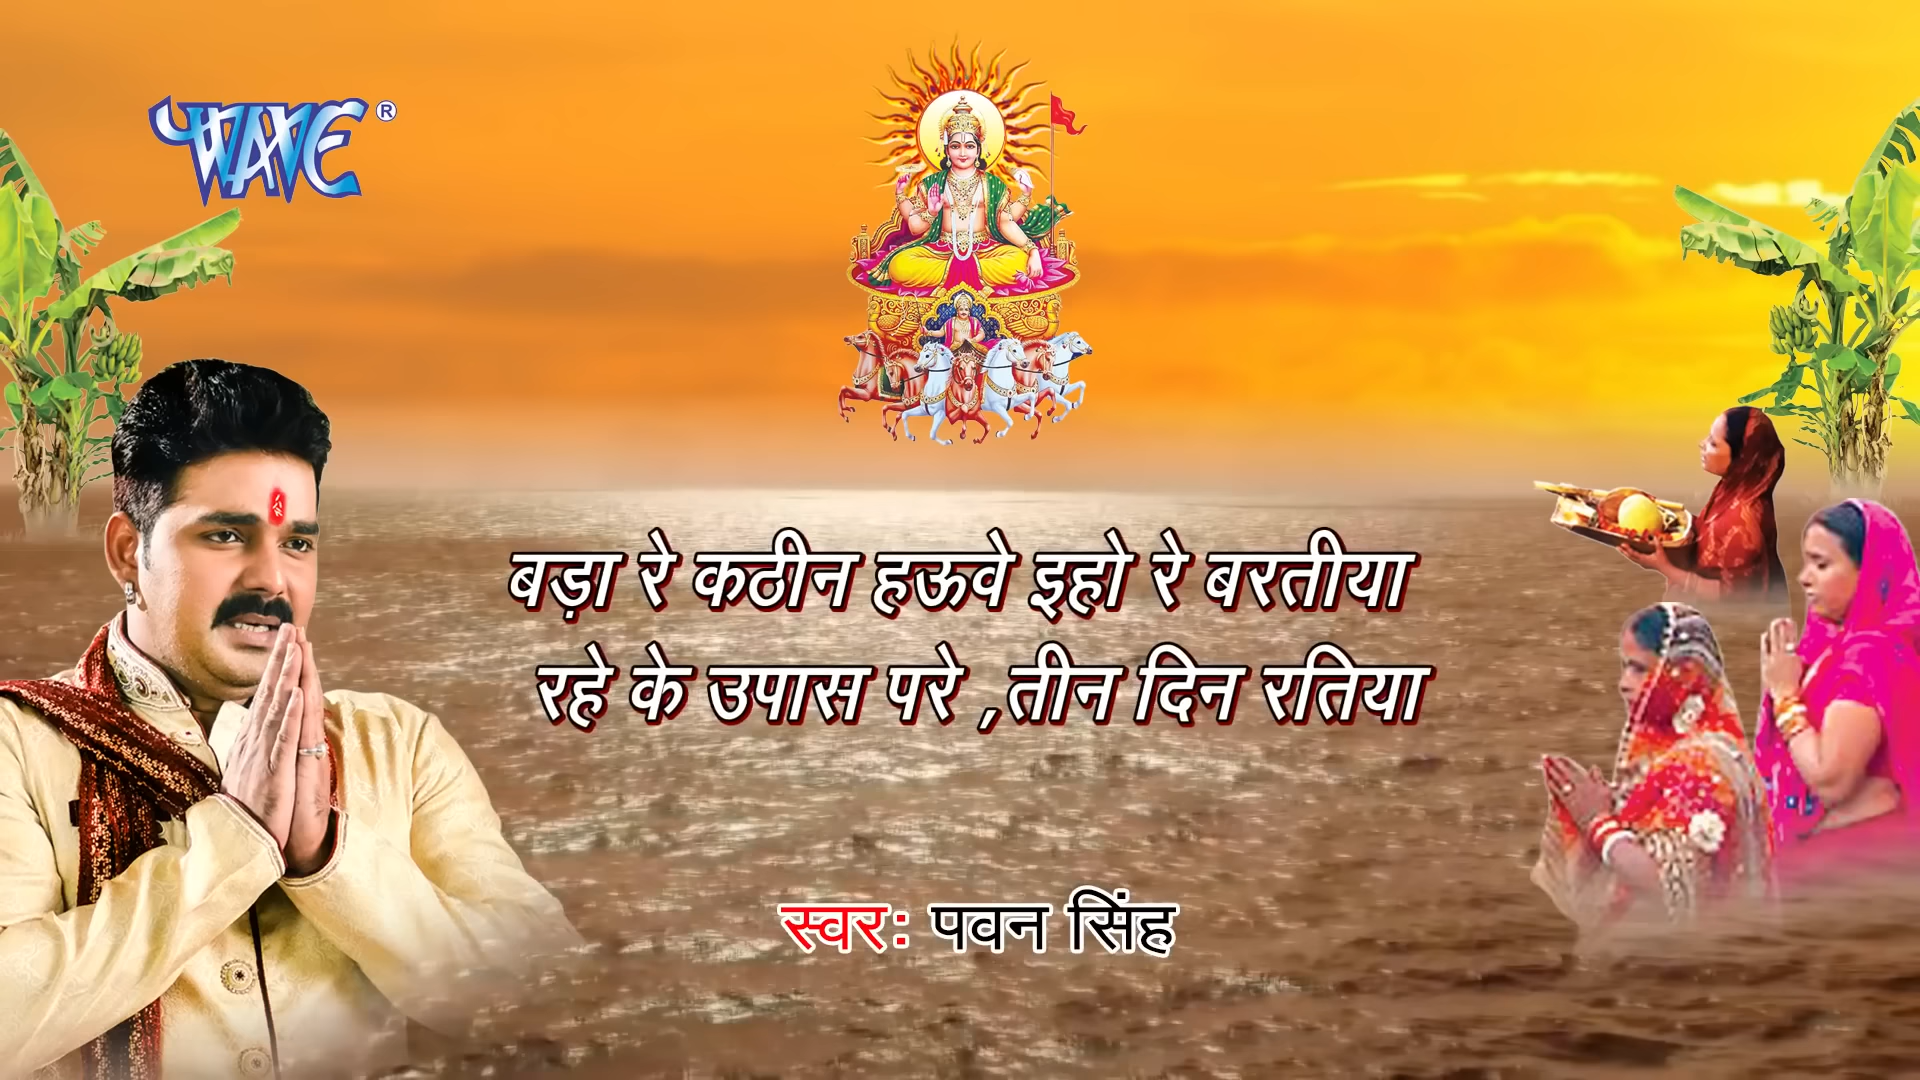 WAVE ®
बड़ा रे कठीन हऊवे इहो रे बरतीया
रहे के उपास परे ,तीन दिन रतिया
स्वरः पवन सिंह